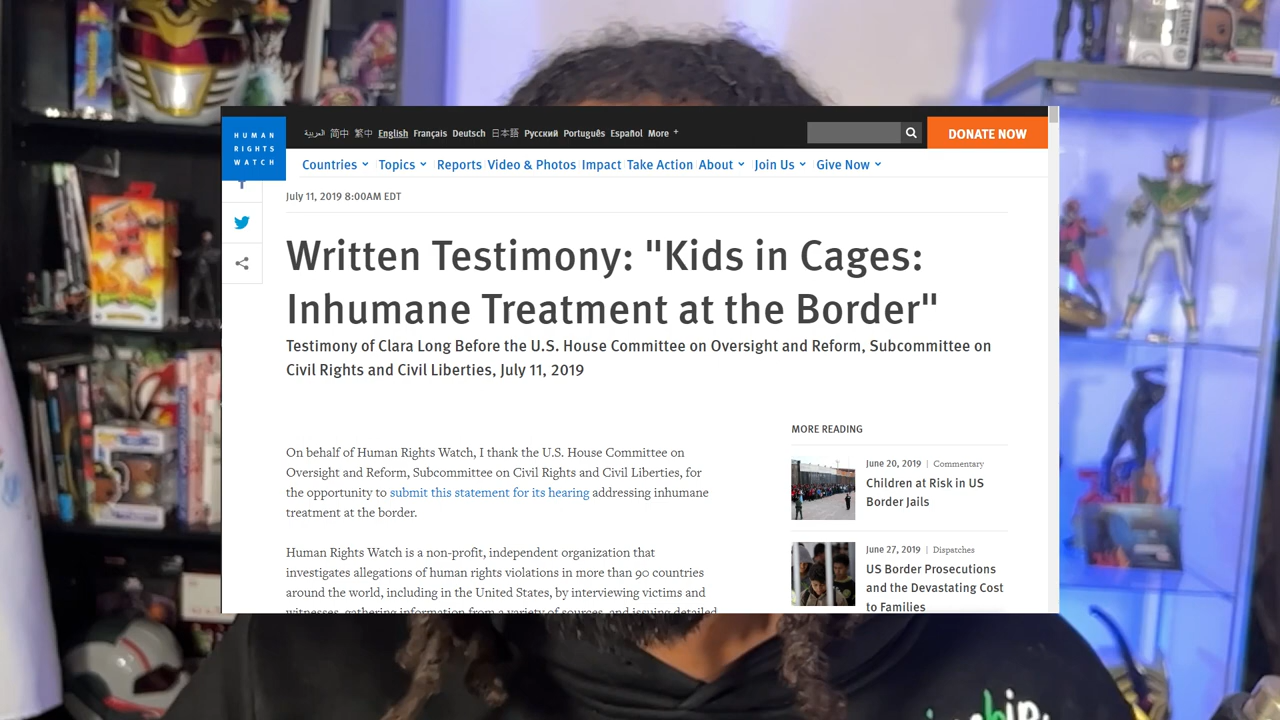 HUMAN
RIGHTS
WATCH
العربية 简中 繁中 English Français Deutsch 日本語 Русский Português Español More +
DONATE NOW
Countries Topics Reports Video & Photos Impact Take Action About Join Us Give Now
July 11, 2019 8:00AM EDT
Written Testimony: "Kids in Cages:
Inhumane Treatment at the Border"
Testimony of Clara Long Before the U.S. House Committee on Oversight and Reform, Subcommittee on
Civil Rights and Civil Liberties, July 11, 2019
On behalf of Human Rights Watch, I thank the U.S. House Committee on
Oversight and Reform, Subcommittee on Civil Rights and Civil Liberties, for
the opportunity to submit this statement for its hearing addressing inhumane
treatment at the border.
Human Rights Watch is a non-profit, independent organization that
investigates allegations of human rights violations in more than 90 countries
around the world, including in the United States, by interviewing victims and
witnesses, gathering information from a variety of sources, and issuing detailed
MORE READING
June 20, 2019 | Commentary
Children at Risk in US
Border Jails
June 27, 2019 | Dispatches
US Border Prosecutions
and the Devastating Cost
to Families